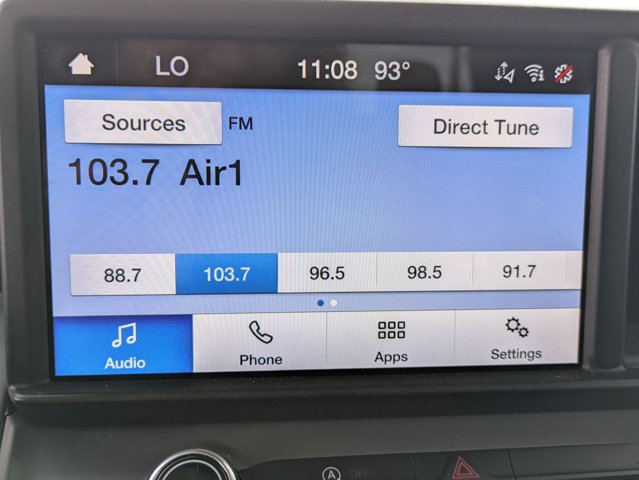 LO 11:08 93°
Sources FM Direct Tune
103.7 Air1
88.7 103.7 96.5 98.5 91.7
Audio Phone Apps Settings
A OFF